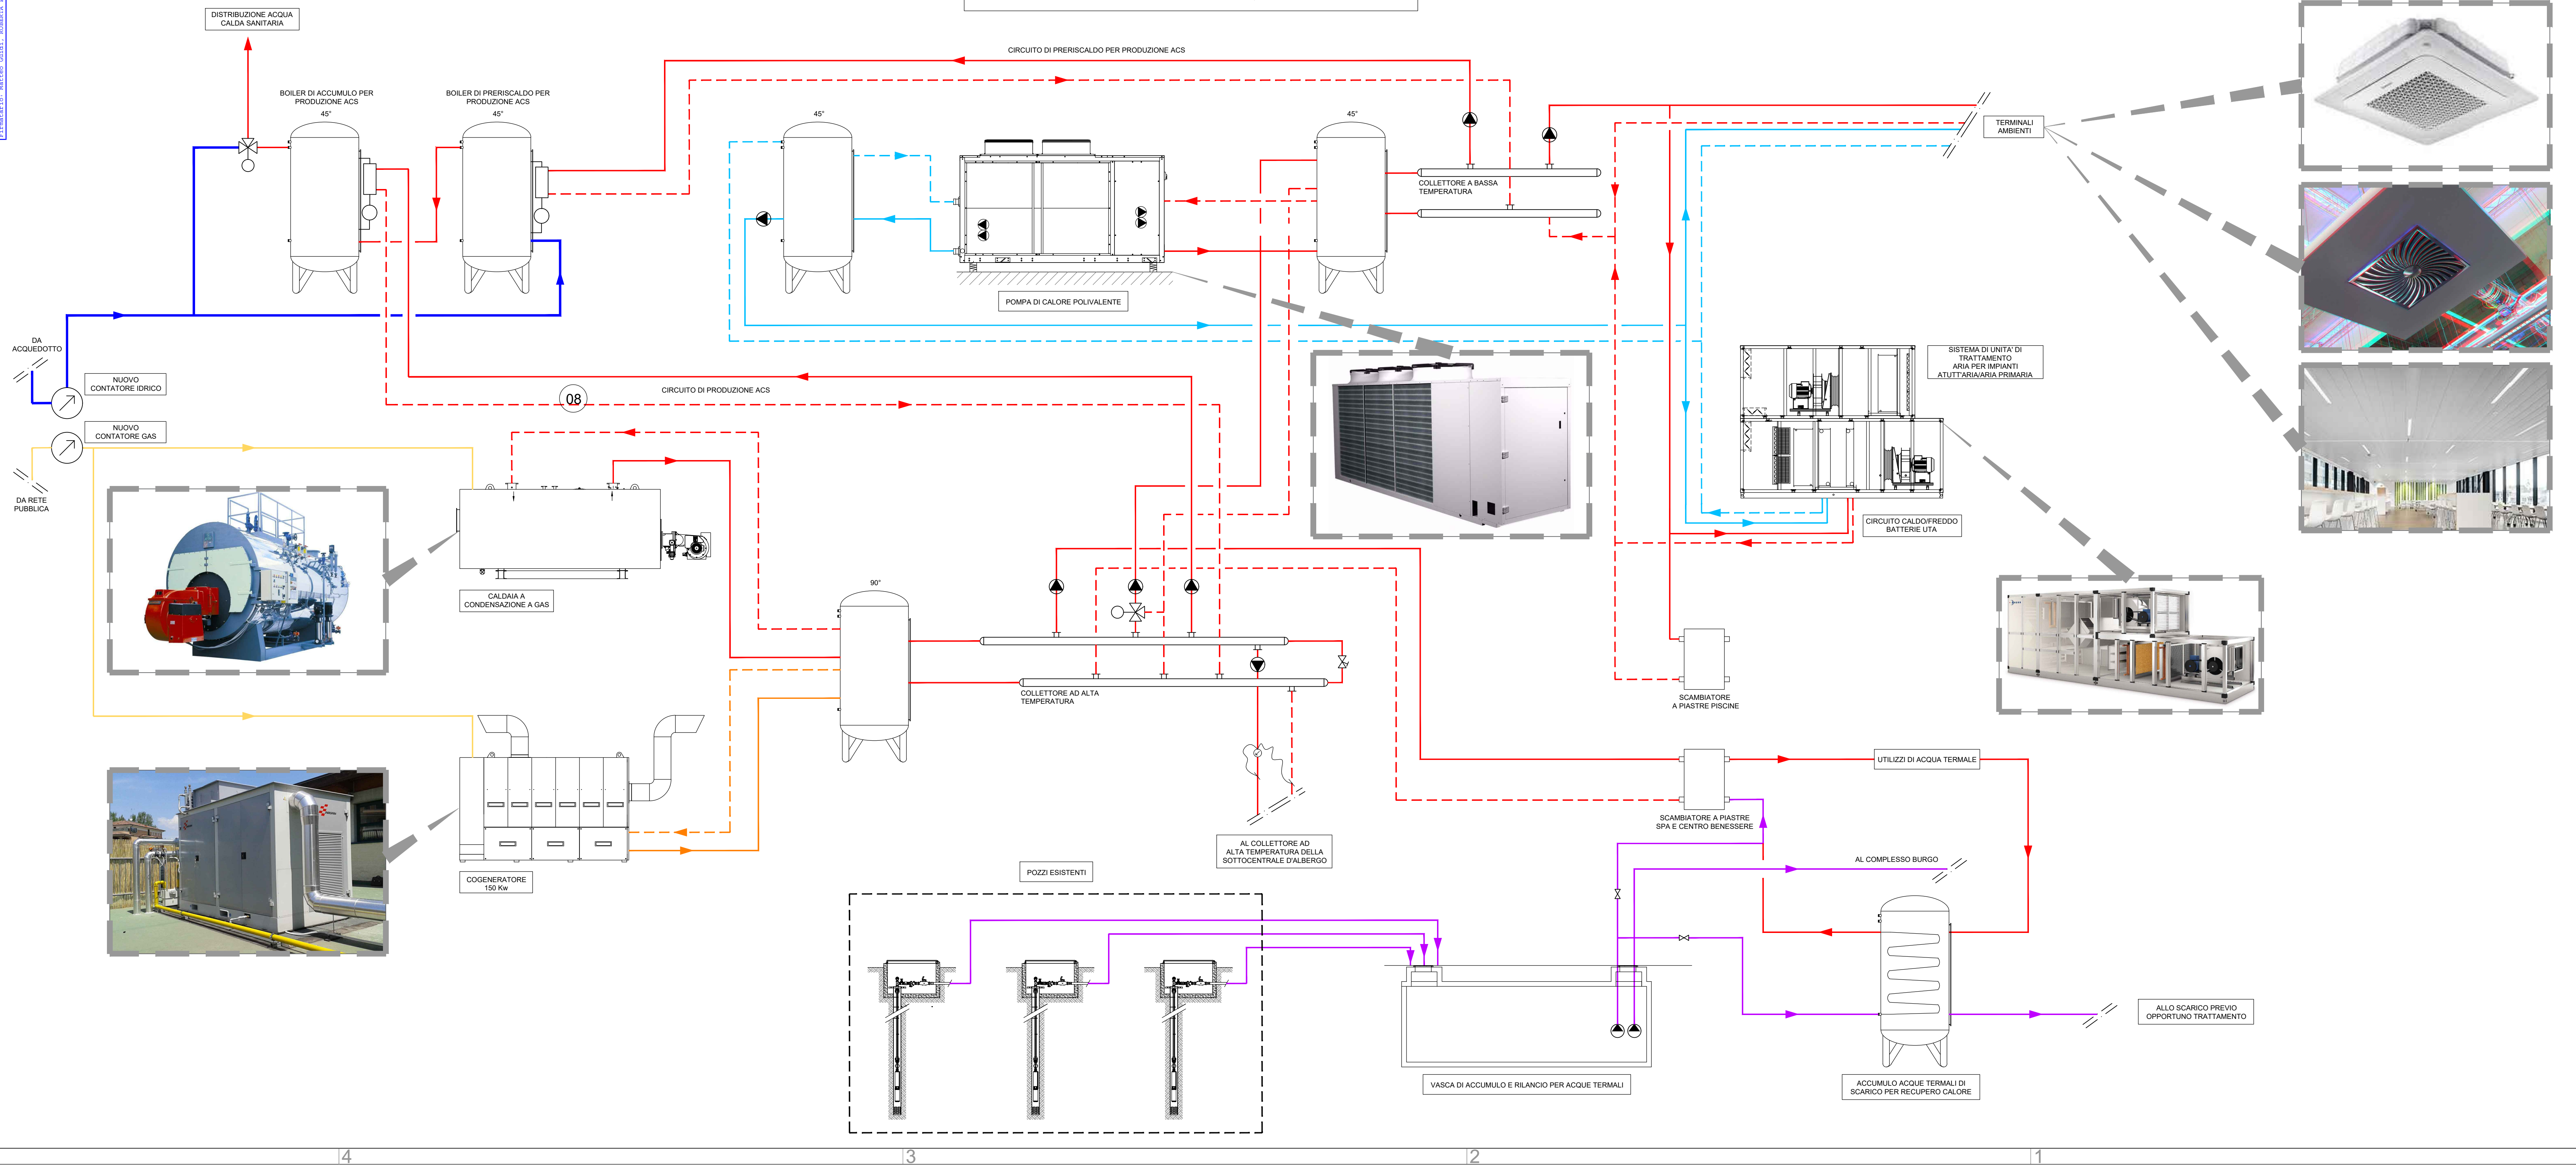 DISTRIBUZIONE ACQUA
CALDA SANITARIA
CIRCUITO DI PRERISCALDO PER PRODUZIONE ACS
BOILER DI ACCUMULO PER
PRODUZIONE ACS
45°
BOILER DI PRERISCALDO PER
PRODUZIONE ACS
45°
45°
45°
TERMINALI
AMBIENTI
COLLETTORE A BASSA
TEMPERATURA
POMPA DI CALORE POLIVALENTE
DA
ACQUEDOTTO
NUOVO
CONTATORE IDRICO
SISTEMA DI UNITA' DI
TRATTAMENTO
ARIA PER IMPIANTI
ATUTT'ARIA/ARIA PRIMARIA
08
CIRCUITO DI PRODUZIONE ACS
NUOVO
CONTATORE GAS
DA RETE
PUBBLICA
CIRCUITO CALDO/FREDDO
BATTERIE UTA
CALDAIA A
CONDENSAZIONE A GAS
90°
COLLETTORE AD ALTA
TEMPERATURA
SCAMBIATORE
A PIASTRE PISCINE
UTILIZZI DI ACQUA TERMALE
SCAMBIATORE A PIASTRE
SPA E CENTRO BENESSERE
AL COLLETTORE AD
ALTA TEMPERATURA DELLA
SOTTOCENTRALE D'ALBERGO
AL COMPLESSO BURGO
COGENERATORE
150 Kw
POZZI ESISTENTI
ALLO SCARICO PREVIO
OPPORTUNO TRATTAMENTO
VASCA DI ACCUMULO E RILANCIO PER ACQUE TERMALI
ACCUMULO ACQUE TERMALI DI
SCARICO PER RECUPERO CALORE
4
3
2
1